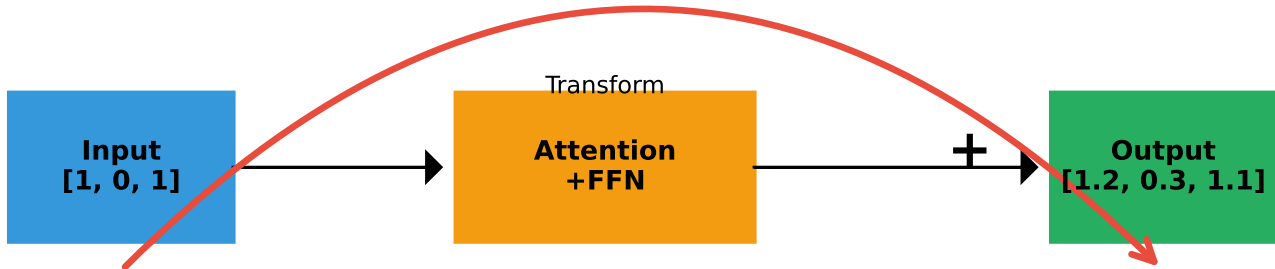 Transform
Input
[1, 0, 1]
Attention
+FFN
+
Output
[1.2, 0.3, 1.1]